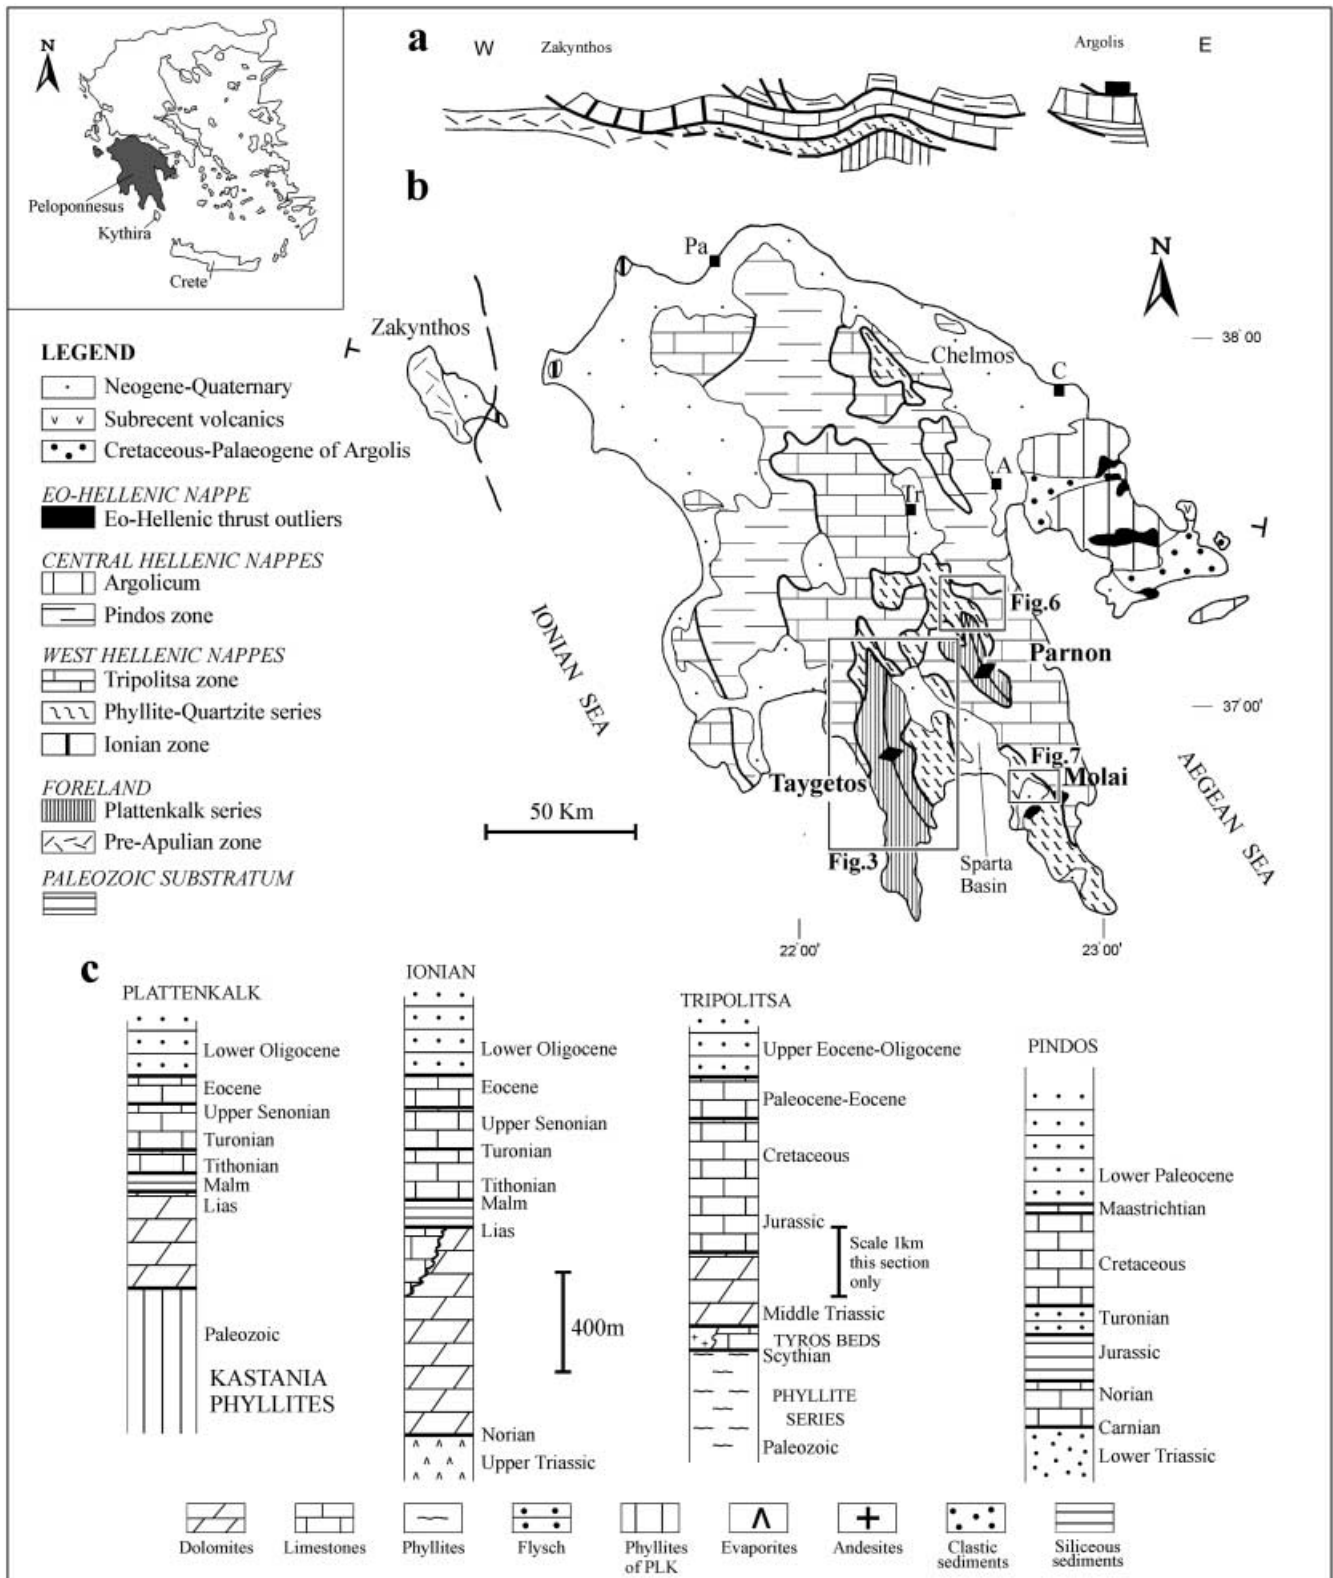 N
Peloponnesus
Kythira
Crete
a
W
Zakynthos
Argolis
E
b
Pa
N
Zakynthos
38°00
Chelmos
C
A
Tr
Fig.6
Parnon
37°00'
IONIAN SEA
Fig.7
Molai
Taygetos
AEGEAN SEA
50 Km
Fig.3
Sparta
Basin
22°00'
23°00'
LEGEND
Neogene-Quaternary
v v
Subrecent volcanics
Cretaceous-Palaeogene of Argolis
EO-HELLENIC NAPPE
Eo-Hellenic thrust outliers
CENTRAL HELLENIC NAPPES
Argolicum
Pindos zone
WEST HELLENIC NAPPES
Tripolitsa zone
Phyllite-Quartzite series
Ionian zone
FORELAND
Plattenkalk series
Pre-Apulian zone
PALEOZOIC SUBSTRATUM
c
PLATTENKALK
Lower Oligocene
Eocene
Upper Senonian
Turonian
Tithonian
Malm
Lias
Paleozoic
KASTANIA
PHYLLITES
IONIAN
Lower Oligocene
Eocene
Upper Senonian
Turonian
Tithonian
Malm
Lias
400m
Norian
Upper Triassic
TRIPOLITSA
Upper Eocene-Oligocene
Paleocene-Eocene
Cretaceous
Jurassic
Scale 1km
this section
only
Middle Triassic
TYROS BEDS
Scythian
PHYLLITE
SERIES
Paleozoic
PINDOS
Lower Paleocene
Maastrichtian
Cretaceous
Turonian
Jurassic
Norian
Carnian
Lower Triassic
Dolomites
Limestones
Phyllites
Flysch
Phyllites
of PLK
Evaporites
Andesites
Clastic
sediments
Siliceous
sediments